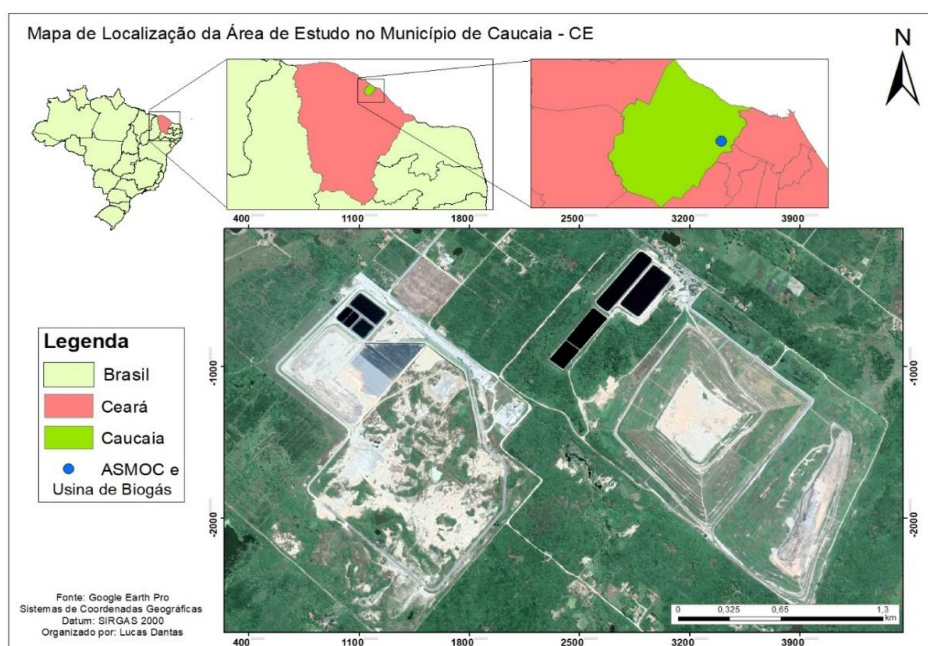 Mapa de Localização da Área de Estudo no Município de Caucaia - CE
N
400 1100 1800 2500 3200 3900
-1000 -1000
-2000 -2000
Legenda
Brasil
Ceará
Caucaia
ASMOC e
Usina de Biogás
Fonte: Google Earth Pro
Sistemas de Coordenadas Geográficas
Datum: SIRGAS 2000
Organizado por: Lucas Dantas
0 0,325 0,65 1,3
km
400 1100 1800 2500 3200 3900